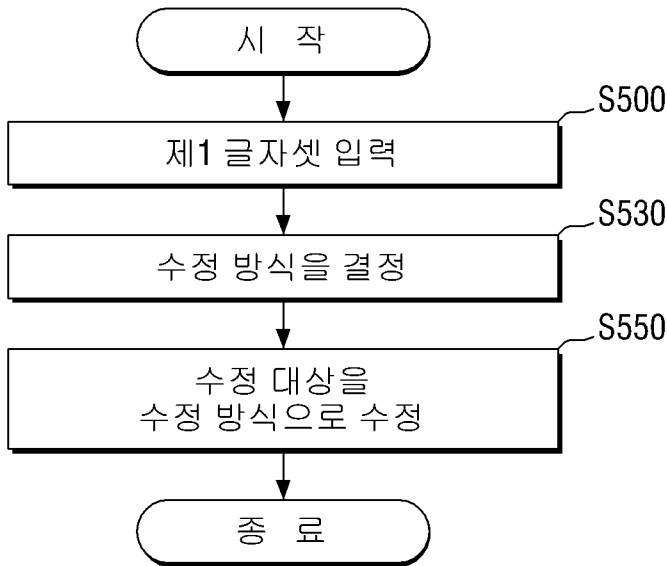 시 작
S500
제1 글자셋 입력
S530
수정 방식을 결정
S550
수정 대상을
수정 방식으로 수정
종 료